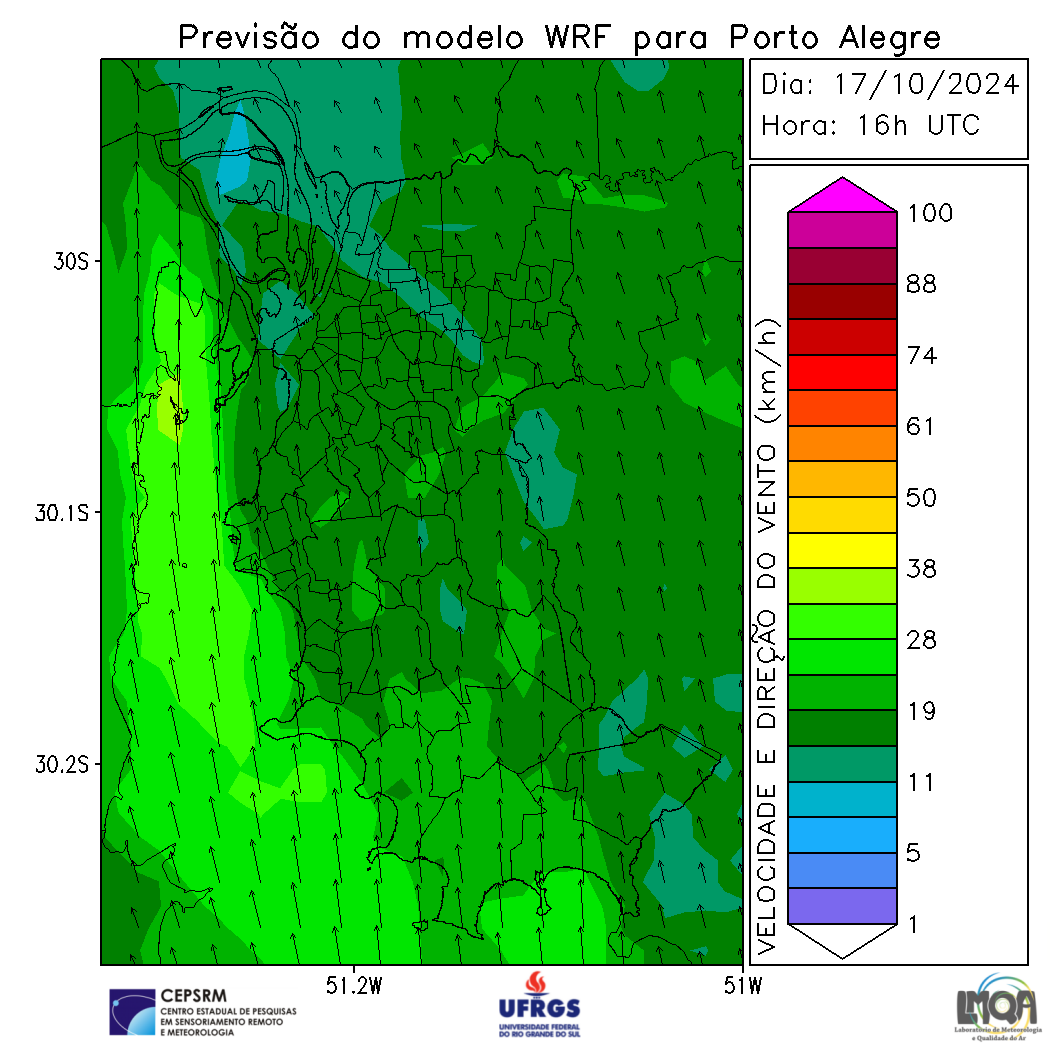 Previsão do modelo WRF para Porto Alegre
Dia: 17/10/2024
Hora: 16h UTC
30S
30.1S
30.2S
51.2W
51W
VELOCIDADE E DIREÇÃO DO VENTO (km/h)
100
88
74
61
50
38
28
19
11
5
1
CEPSRM
CENTRO ESTADUAL DE PESQUISAS
EM SENSORIAMENTO REMOTO
E METEOROLOGIA
UFRGS
UNIVERSIDADE FEDERAL
DO RIO GRANDE DO SUL
LMQA
Laboratório de Meteorologia
e Qualidade do Ar